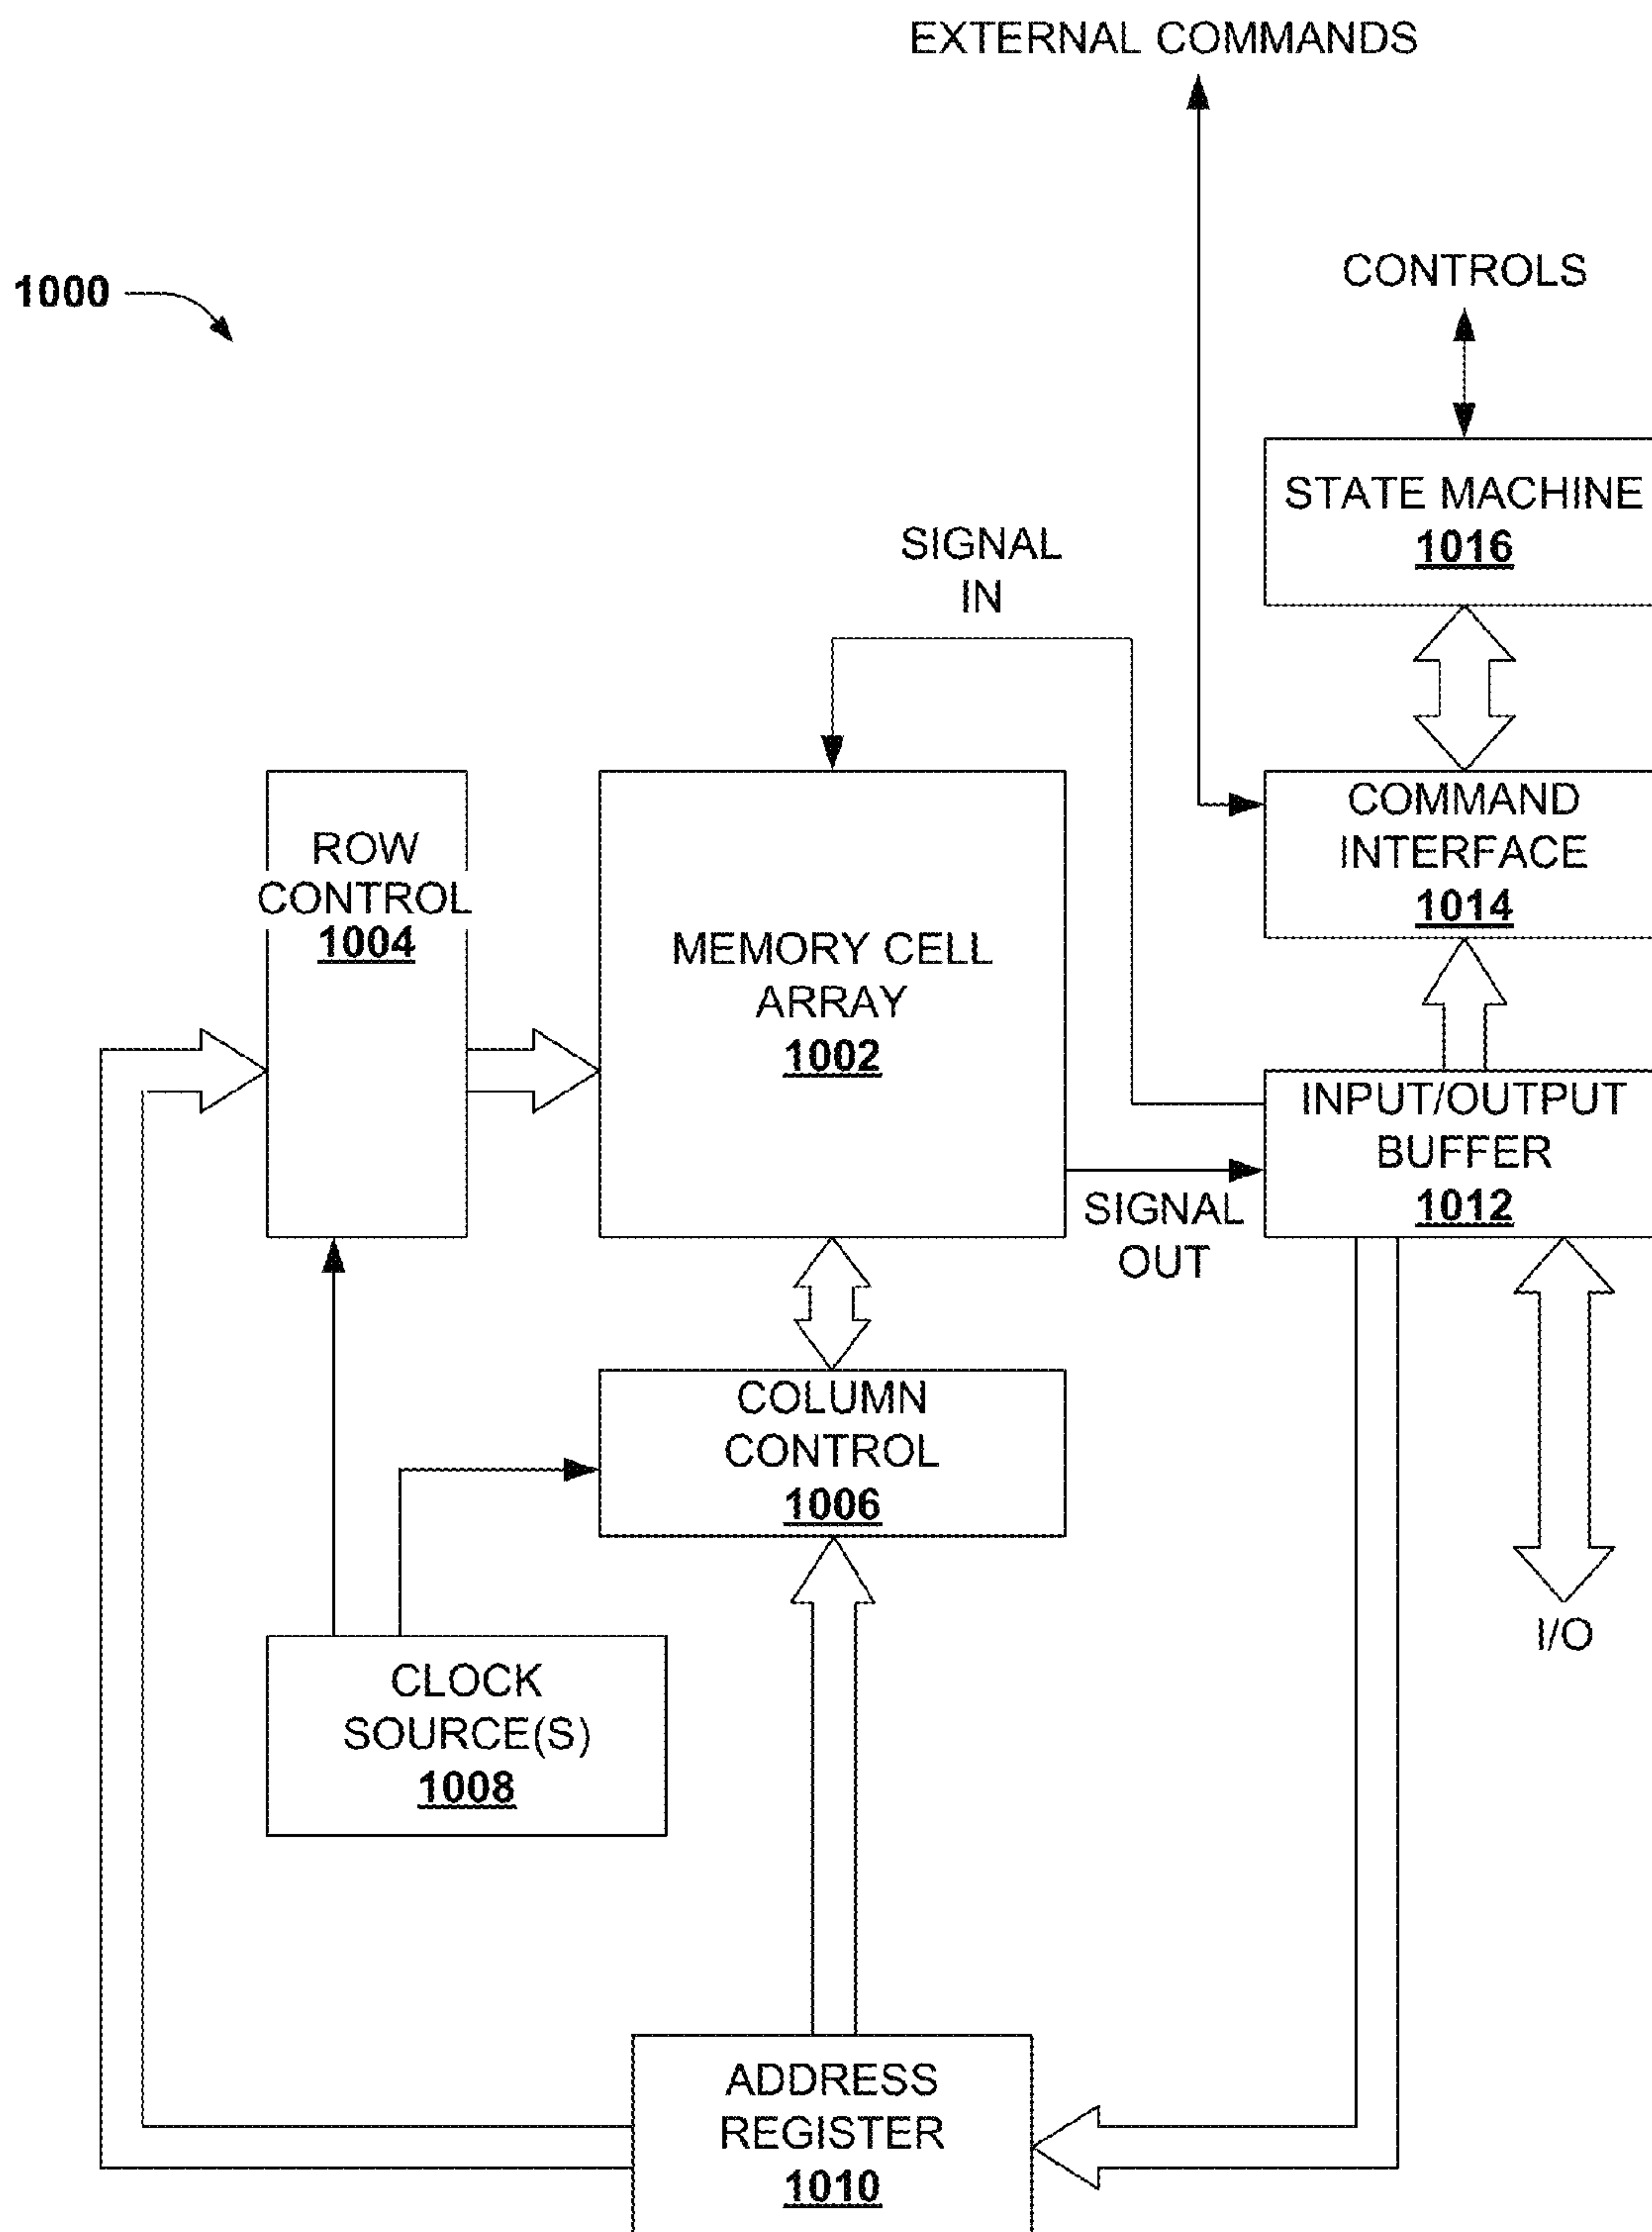 EXTERNAL COMMANDS
1000
CONTROLS
STATE MACHINE
1016
SIGNAL
IN
COMMAND
INTERFACE
1014
ROW
CONTROL
1004
MEMORY CELL
ARRAY
1002
INPUT/OUTPUT
BUFFER
1012
SIGNAL
OUT
COLUMN
CONTROL
1006
I/O
CLOCK
SOURCE(S)
1008
ADDRESS
REGISTER
1010